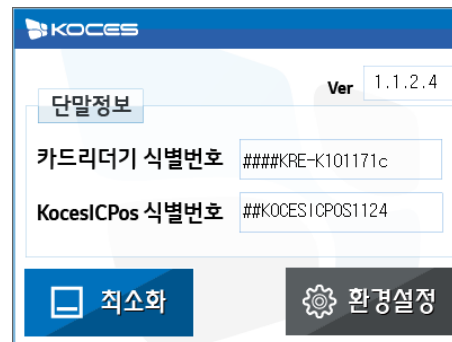 KOCES
Ver 1.1.2.4
단말정보
카드리더기 식별번호 ####KRE-K101171c
KocesICPos 식별번호 ##KOCESICPOS1124
최소화 환경설정